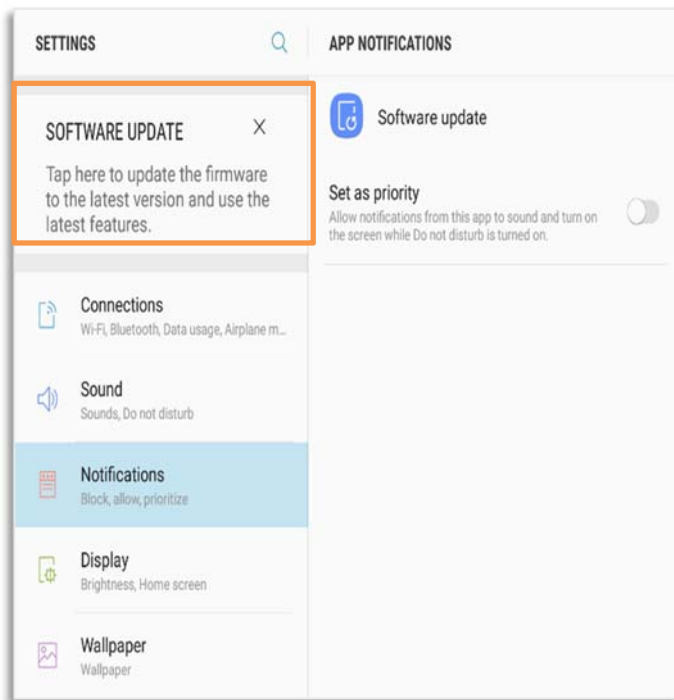 SETTINGS
SOFTWARE UPDATE X
Tap here to update the firmware
to the latest version and use the
latest features.
Connections
Wi-Fi, Bluetooth, Data usage, Airplane m...
Sound
Sounds, Do not disturb
Notifications
Block, allow, prioritize
Display
Brightness, Home screen
Wallpaper
Wallpaper
APP NOTIFICATIONS
Software update
Set as priority
Allow notifications from this app to sound and turn on
the screen while Do not disturb is turned on.